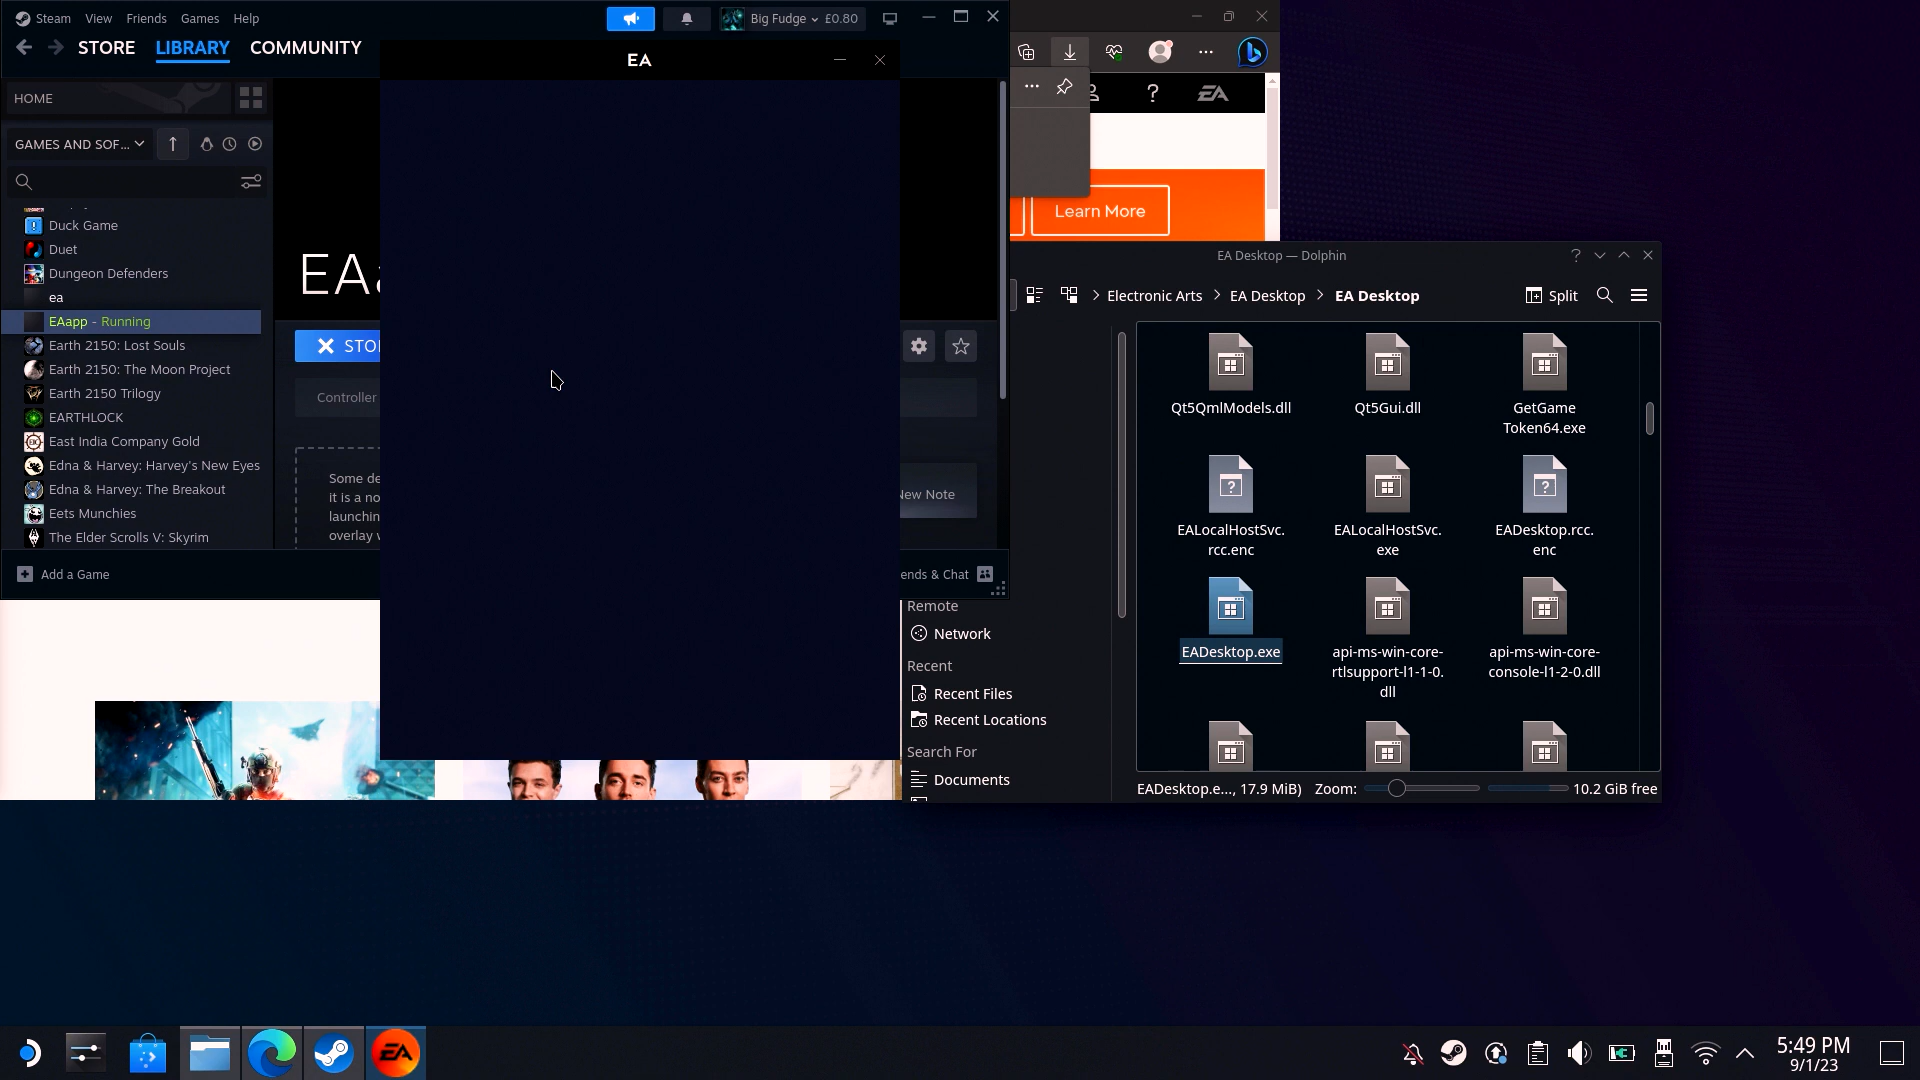 Steam View Friends Games Help
Big Fudge £0.80
STORE LIBRARY COMMUNITY
EA
HOME
GAMES AND SOF...
Duck Game
Duet
Dungeon Defenders
ea
EAapp - Running
Earth 2150: Lost Souls
Earth 2150: The Moon Project
Earth 2150 Trilogy
EARTHLOCK
East India Company Gold
Edna & Harvey: Harvey's New Eyes
Edna & Harvey: The Breakout
Eets Munchies
The Elder Scrolls V: Skyrim
Add a Game
EAa
STO
Controller
Some de
it is a no
launchin
overlay v
New Note
ends & Chat
EA
Learn More
EA Desktop — Dolphin
Electronic Arts > EA Desktop > EA Desktop
Split
Qt5QmlModels.dll
Qt5Gui.dll
GetGame
Token64.exe
EALocalHostSvc.
rcc.enc
EALocalHostSvc.
exe
EADesktop.rcc.
enc
EADesktop.exe
api-ms-win-core-
rtlsupport-l1-1-0.
dll
api-ms-win-core-
console-l1-2-0.dll
Remote
Network
Recent
Recent Files
Recent Locations
Search For
Documents
EADesktop.e..., 17.9 MiB) Zoom: 10.2 GiB free
EA
5:49 PM
9/1/23